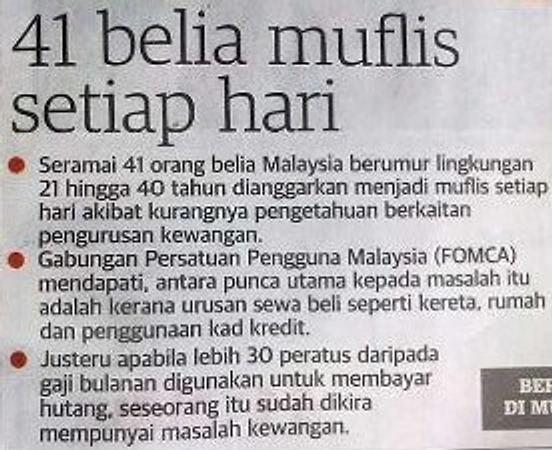 41 belia muflis
setiap hari
● Seramai 41 orang belia Malaysia berumur lingkungan
21 hingga 40 tahun dianggarkan menjadi muflis setiap
hari akibat kurangnya pengetahuan berkaitan
pengurusan kewangan.
● Gabungan Persatuan Pengguna Malaysia (FOMCA)
mendapati, antara punca utama kepada masalah itu
adalah kerana urusan sewa beli seperti kereta, rumah
dan penggunaan kad kredit.
● Justeru apabila lebih 30 peratus daripada
gaji bulanan digunakan untuk membayar
hutang, seseorang itu sudah dikira
mempunyai masalah kewangan.
DI